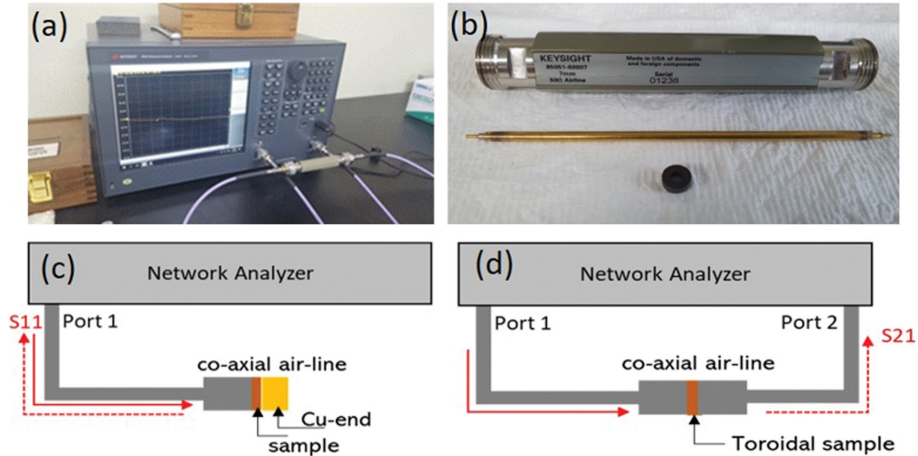 (a)
(b)
KEYSIGHT
85051-60007
7mm
50Ω Airline
Made in USA of domestic
and foreign components
Serial
01238
(c)
Network Analyzer
S11
Port 1
co-axial air-line
Cu-end
sample
(d)
Network Analyzer
Port 1
Port 2
S21
co-axial air-line
Toroidal sample